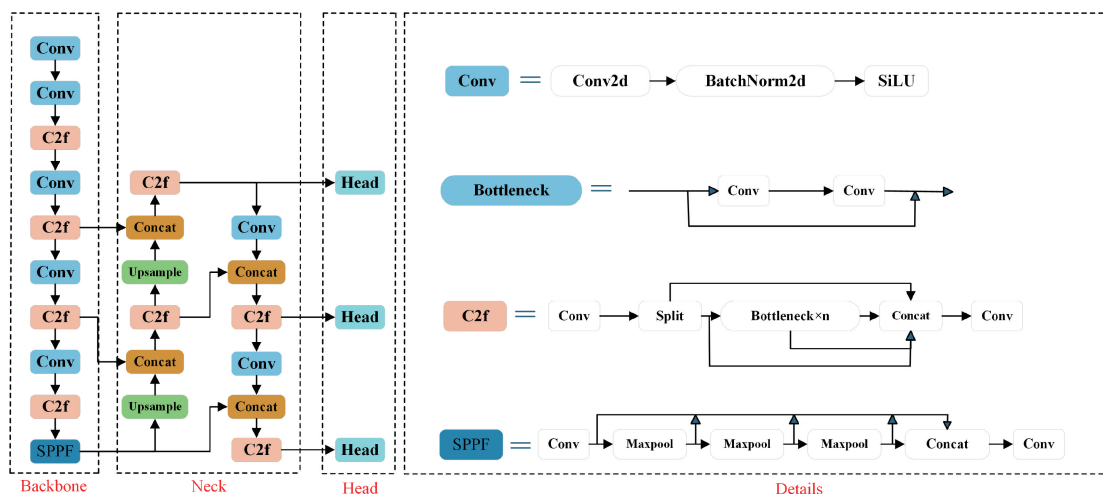 Conv
Conv
C2f
Conv
C2f
Conv
C2f
Conv
C2f
SPPF
Backbone
C2f
Concat
Upsample
C2f
Concat
Upsample
Conv
Concat
C2f
Conv
Concat
C2f
Neck
Head
Head
Head
Head
Conv = Conv2d BatchNorm2d SiLU
Bottleneck = Conv Conv
C2f = Conv Split Bottleneck×n Concat Conv
SPPF = Conv Maxpool Maxpool Maxpool Concat Conv
Details